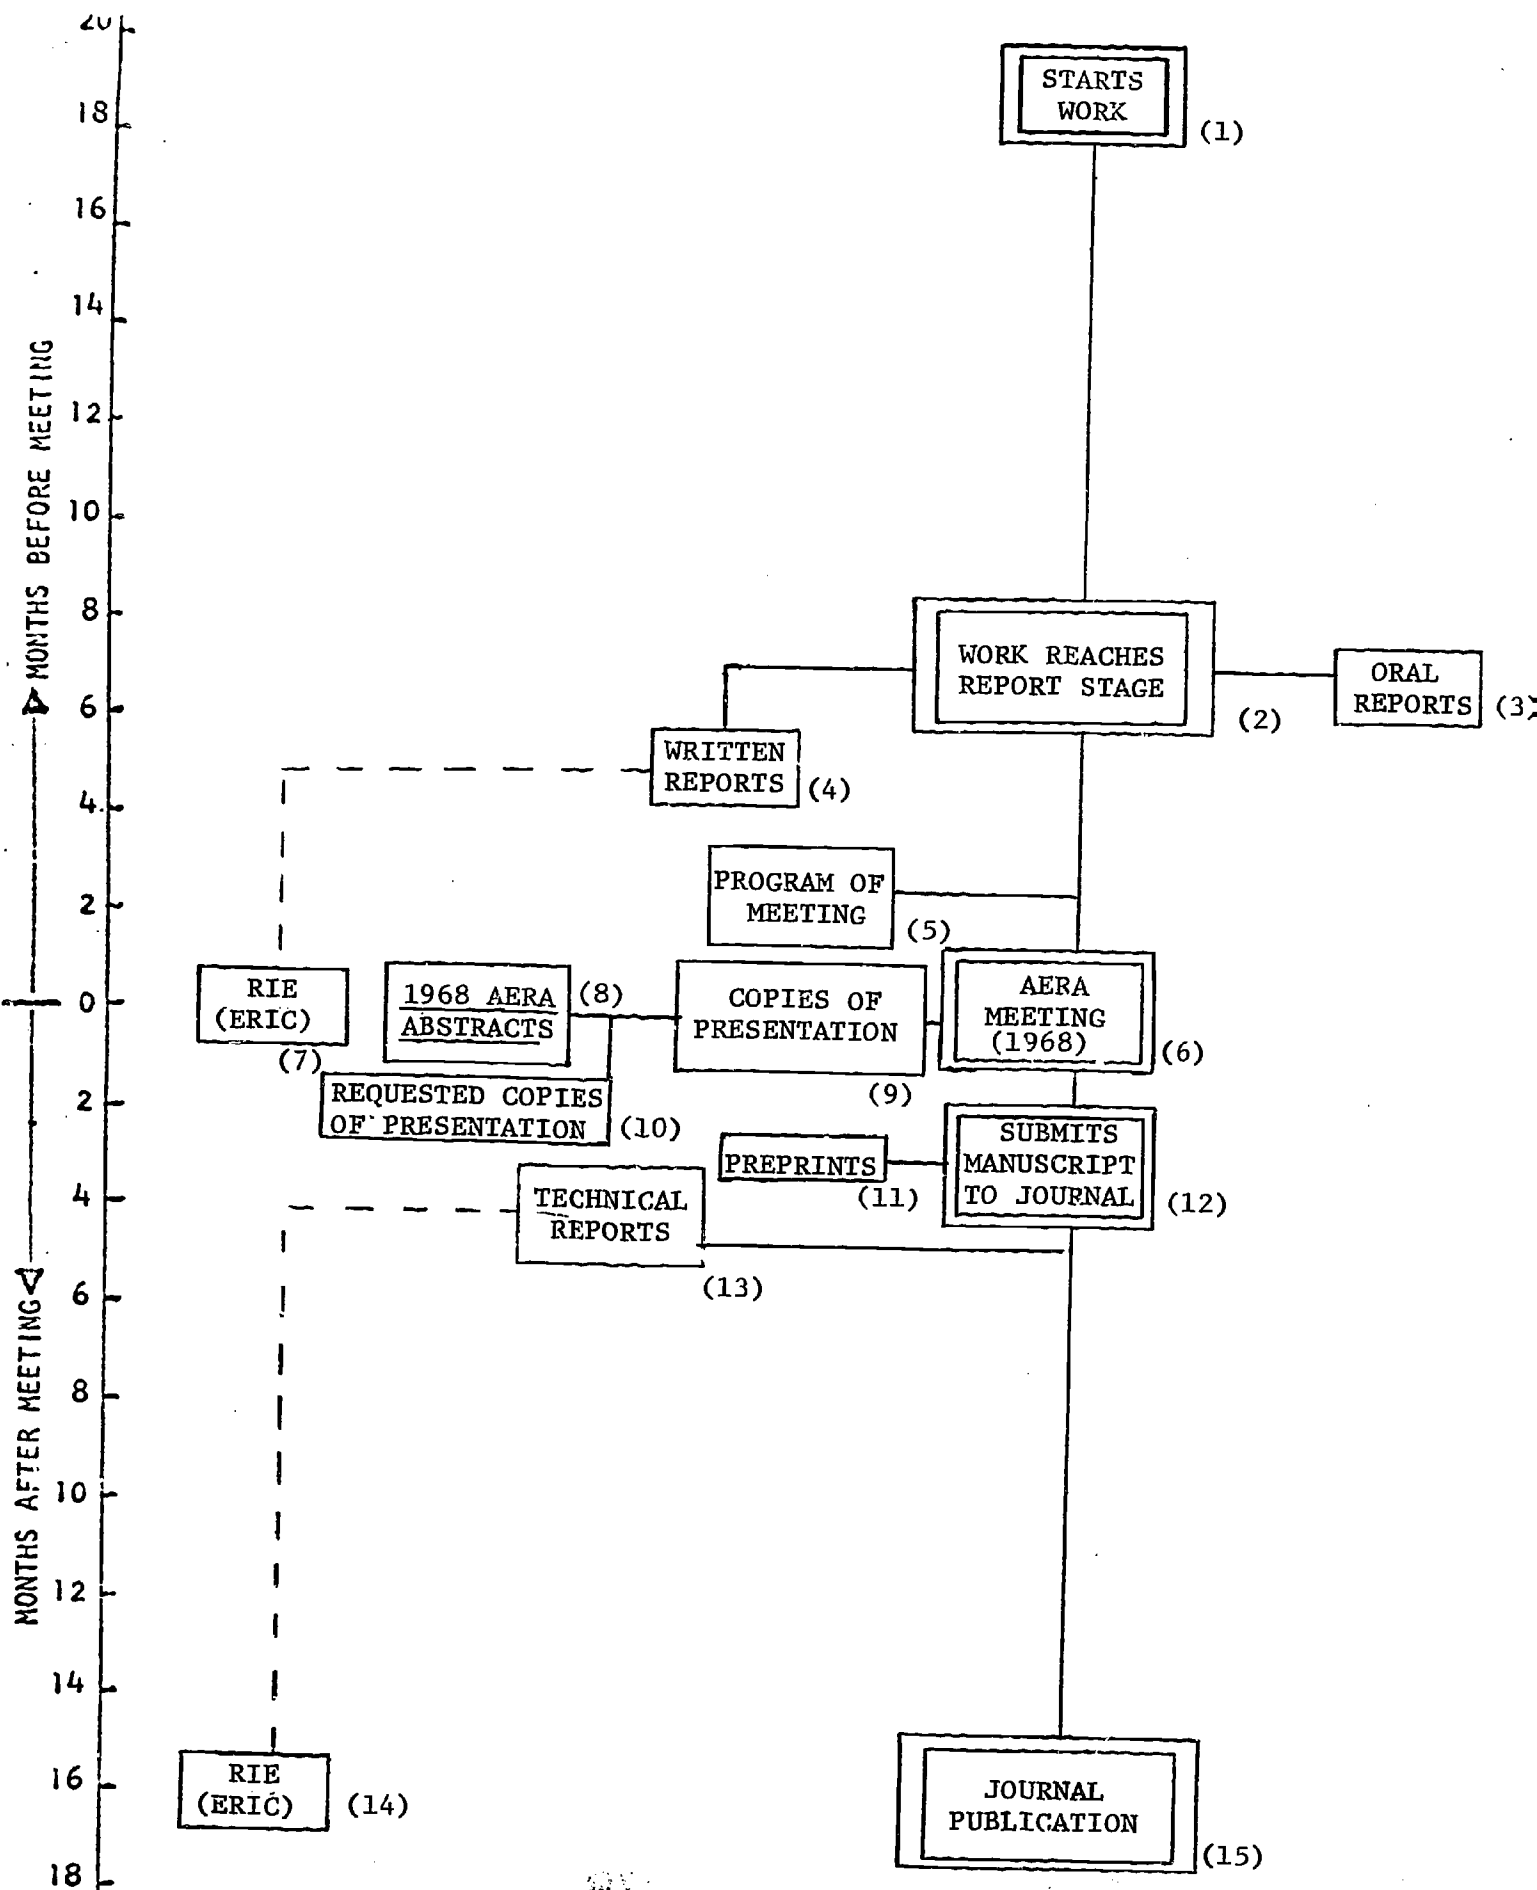 20
18
16
14
12
10
8
6
4
2
0
2
4
6
8
10
12
14
16
18
MONTHS BEFORE MEETING
MONTHS AFTER MEETING
STARTS
WORK
(1)
WORK REACHES
REPORT STAGE
(2)
ORAL
REPORTS
(3)
WRITTEN
REPORTS
(4)
PROGRAM OF
MEETING
(5)
AERA
MEETING
(1968)
(6)
RIE
(ERIC)
(7)
1968 AERA
ABSTRACTS
(8)
COPIES OF
PRESENTATION
(9)
REQUESTED COPIES
OF PRESENTATION
(10)
PREPRINTS
(11)
SUBMITS
MANUSCRIPT
TO JOURNAL
(12)
TECHNICAL
REPORTS
(13)
RIE
(ERIC)
(14)
JOURNAL
PUBLICATION
(15)